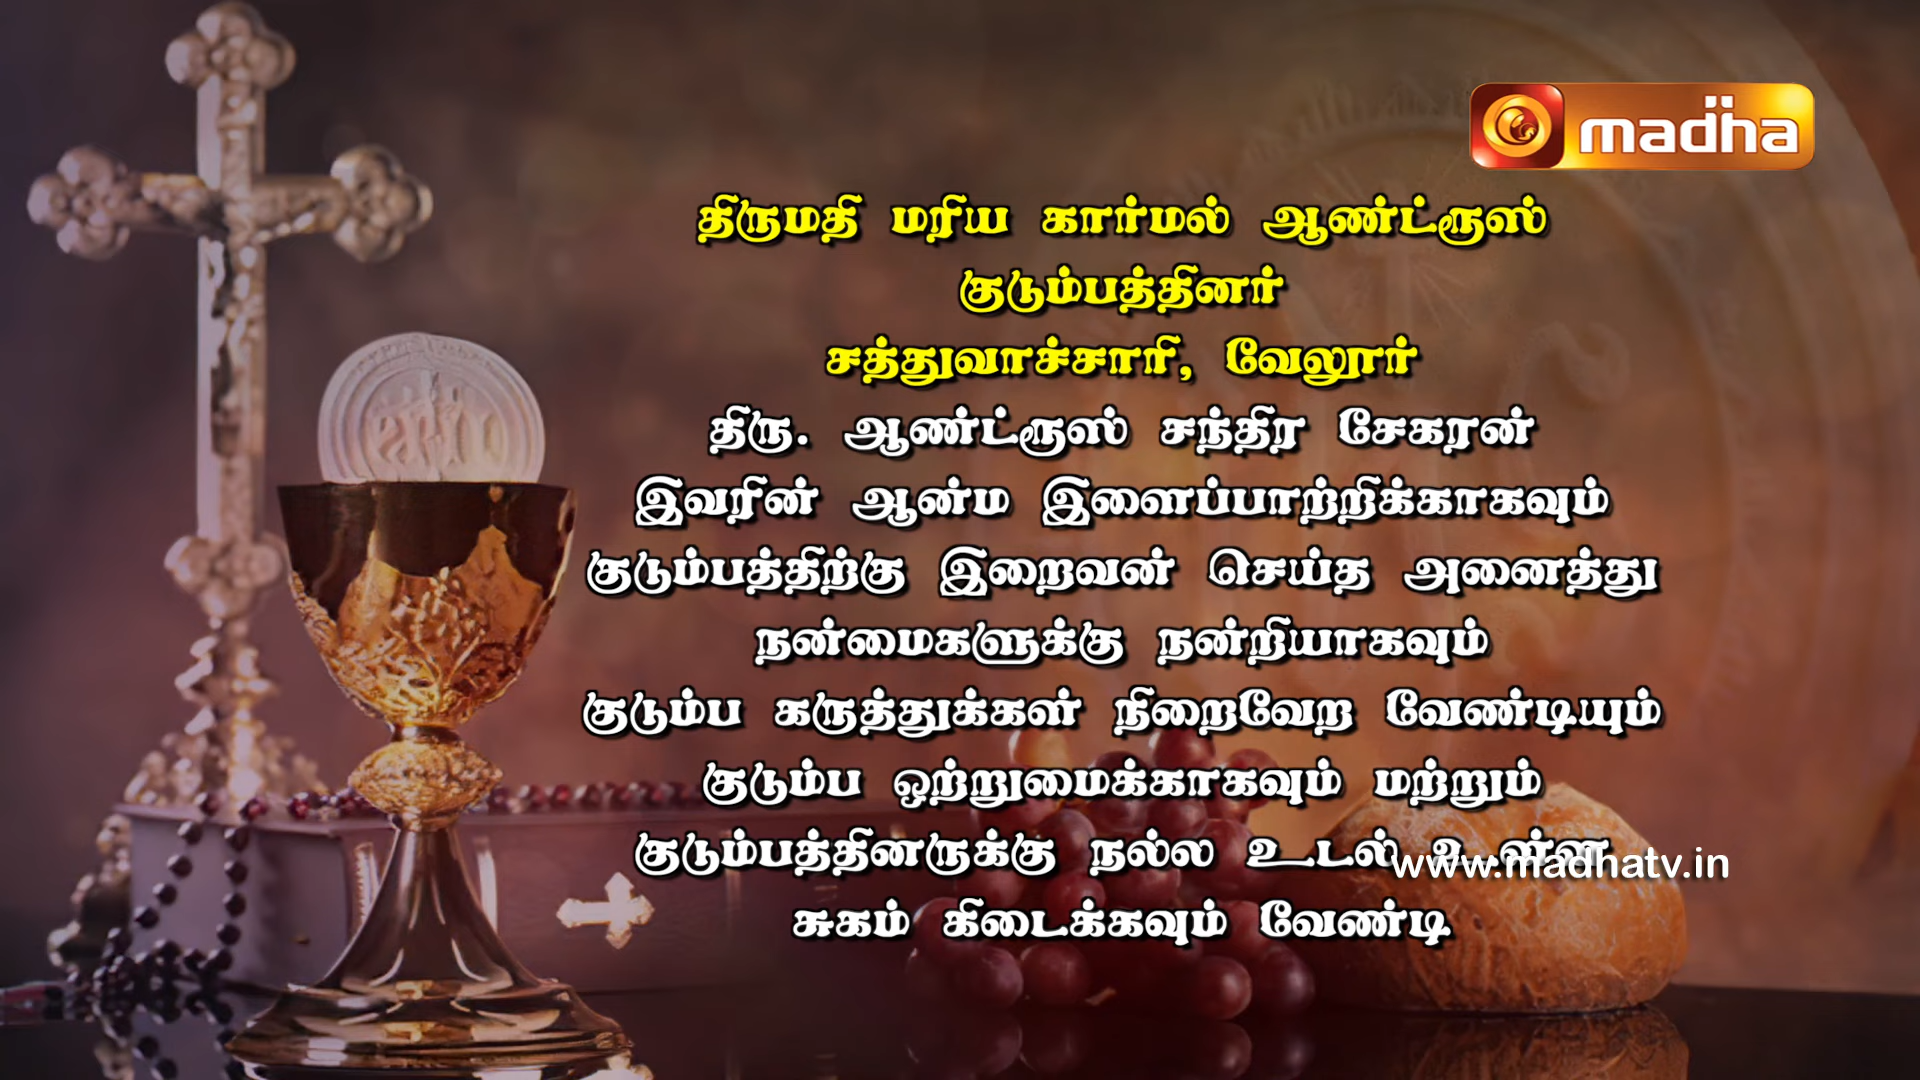 madha
திருமதி மரிய கார்மல் ஆண்ட்ரூஸ்
குடும்பத்தினர்
சத்துவாச்சாரி, வேலூர்
திரு. ஆண்ட்ரூஸ் சந்திர சேகரன்
இவரின் ஆன்ம இளைப்பாற்றிக்காகவும்
குடும்பத்திற்கு இறைவன் செய்த அனைத்து
நன்மைகளுக்கு நன்றியாகவும்
குடும்ப கருத்துக்கள் நிறைவேற வேண்டியும்
குடும்ப ஒற்றுமைக்காகவும் மற்றும்
குடும்பத்தினருக்கு நல்ல உடல்
www.madhatv.in
சுகம் கிடைக்கவும் வேண்டி